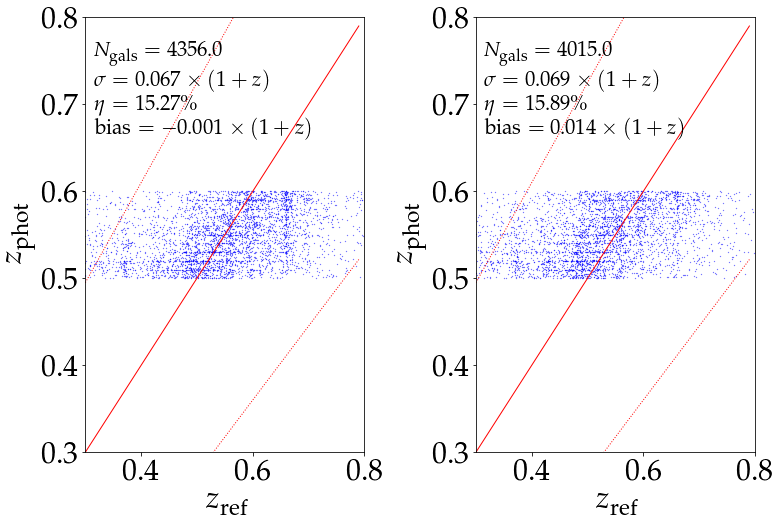 0.8
0.7
0.6
0.5
0.4
0.3
z_phot
N_gals = 4356.0
σ = 0.067 × (1 + z)
η = 15.27%
bias = −0.001 × (1 + z)
0.4 0.6 0.8
z_ref
0.8
0.7
0.6
0.5
0.4
0.3
z_phot
N_gals = 4015.0
σ = 0.069 × (1 + z)
η = 15.89%
bias = 0.014 × (1 + z)
0.4 0.6 0.8
z_ref